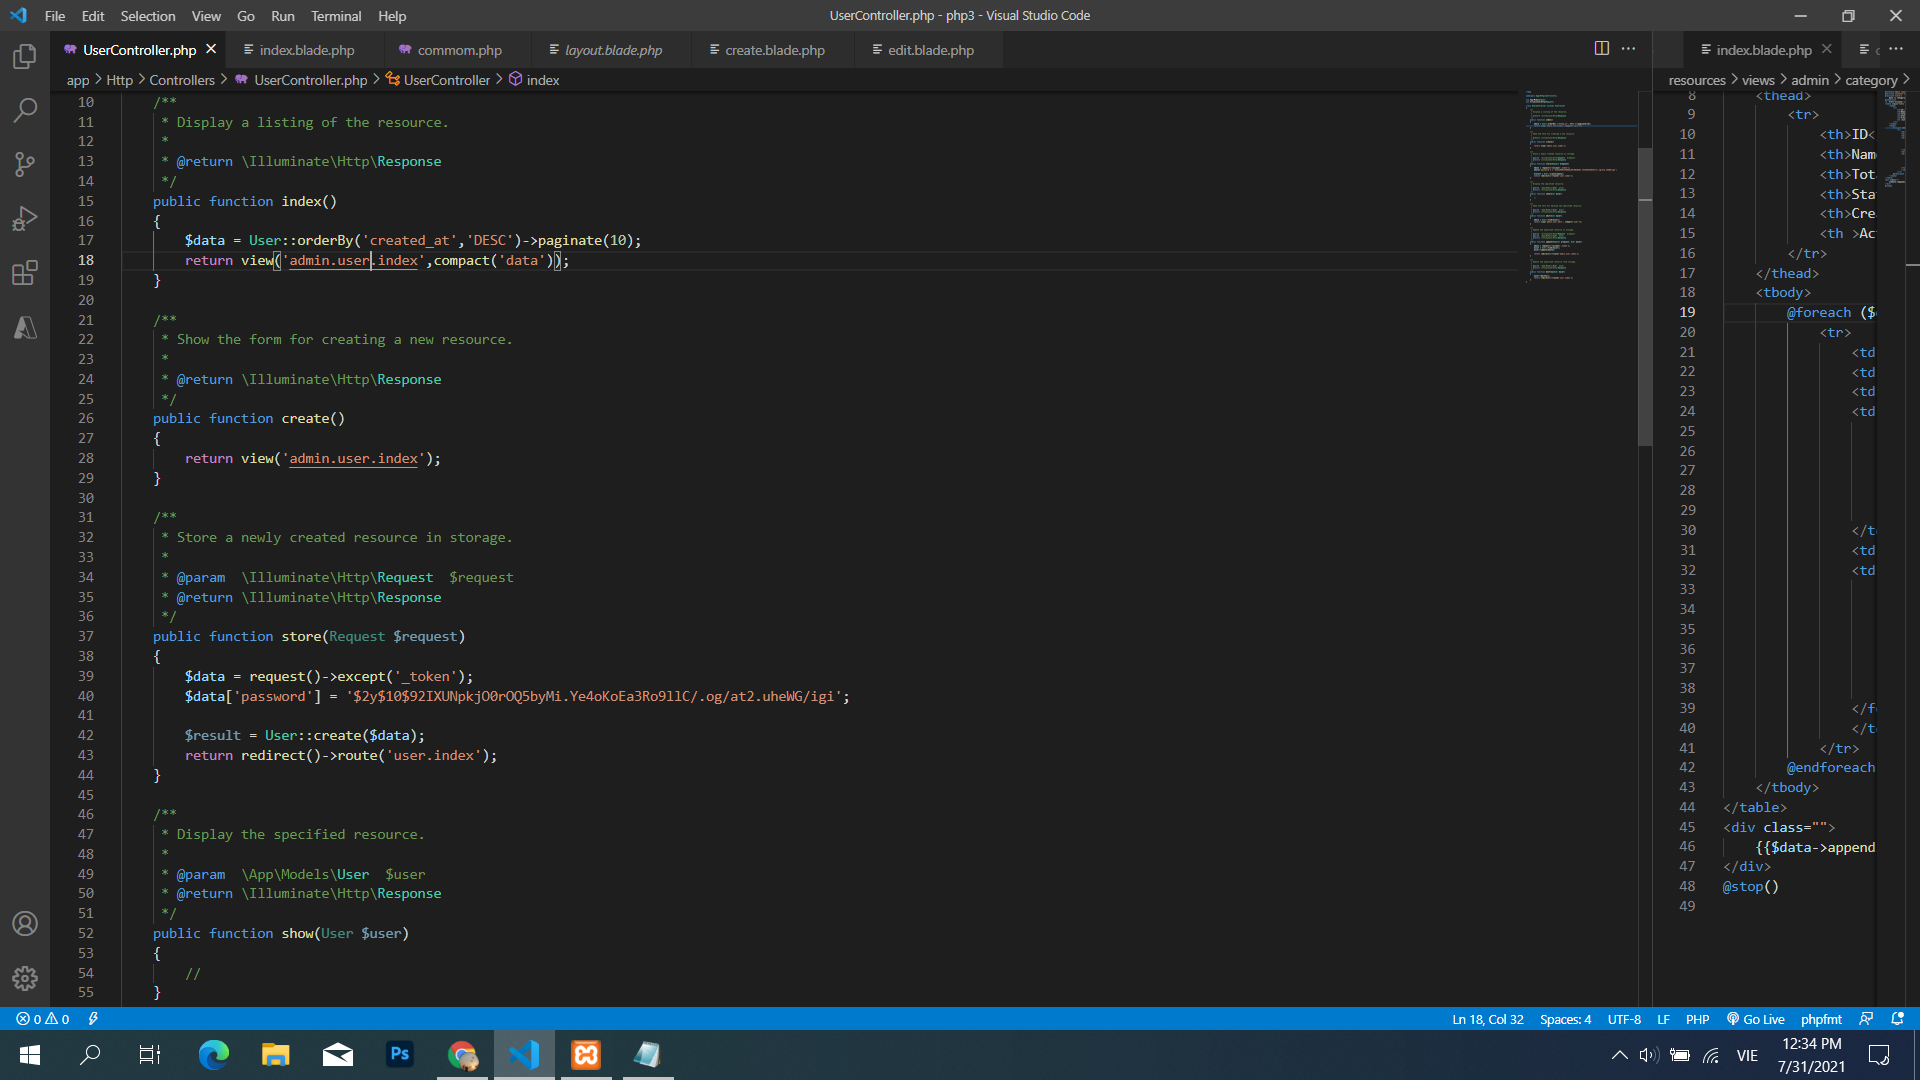 File Edit Selection View Go Run Terminal Help
UserController.php - php3 - Visual Studio Code
UserController.php index.blade.php commom.php layout.blade.php create.blade.php edit.blade.php
app > Http > Controllers > UserController.php > UserController > index
10 /**
11 * Display a listing of the resource.
12 *
13 * @return \Illuminate\Http\Response
14 */
15 public function index()
16 {
17 $data = User::orderBy('created_at','DESC')->paginate(10);
18 return view('admin.user.index',compact('data'));
19 }
20
21 /**
22 * Show the form for creating a new resource.
23 *
24 * @return \Illuminate\Http\Response
25 */
26 public function create()
27 {
28 return view('admin.user.index');
29 }
30
31 /**
32 * Store a newly created resource in storage.
33 *
34 * @param  \Illuminate\Http\Request  $request
35 * @return \Illuminate\Http\Response
36 */
37 public function store(Request $request)
38 {
39 $data = request()->except('_token');
40 $data['password'] = '$2y$10$92IXUNpkjO0rOQ5byMi.Ye4oKoEa3Ro9llC/.og/at2.uheWG/igi';
41
42 $result = User::create($data);
43 return redirect()->route('user.index');
44 }
45
46 /**
47 * Display the specified resource.
48 *
49 * @param  \App\Models\User  $user
50 * @return \Illuminate\Http\Response
51 */
52 public function show(User $user)
53 {
54 //
55 }
index.blade.php
resources > views > admin > category >
8 <thead>
9 <tr>
10 <th>ID<
11 <th>Nam
12 <th>Tot
13 <th>Sta
14 <th>Cre
15 <th >Ac
16 </tr>
17 </thead>
18 <tbody>
19 @foreach ($
20 <tr>
21 <td
22 <td
23 <td
24 <td
25
26
27
28
29
30 </t
31 <td
32 <td
33
34
35
36
37
38
39 </f
40 </t
41 </tr>
42 @endforeach
43 </tbody>
44 </table>
45 <div class="">
46 {{$data->append
47 </div>
48 @stop()
49
0 0
Ln 18, Col 32 Spaces: 4 UTF-8 LF PHP Go Live phpfmt
Ps
VIE
12:34 PM
7/31/2021